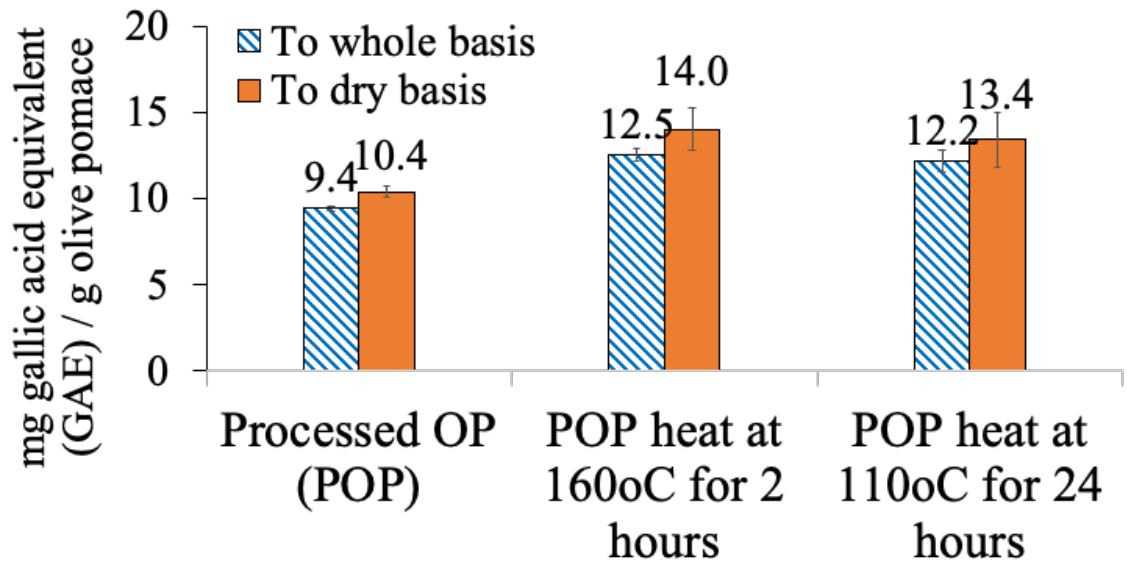 mg gallic acid equivalent
(GAE) / g olive pomace
20
15
10
5
0
To whole basis
To dry basis
9.4
10.4
12.5
14.0
12.2
13.4
Processed OP
(POP)
POP heat at
160oC for 2
hours
POP heat at
110oC for 24
hours